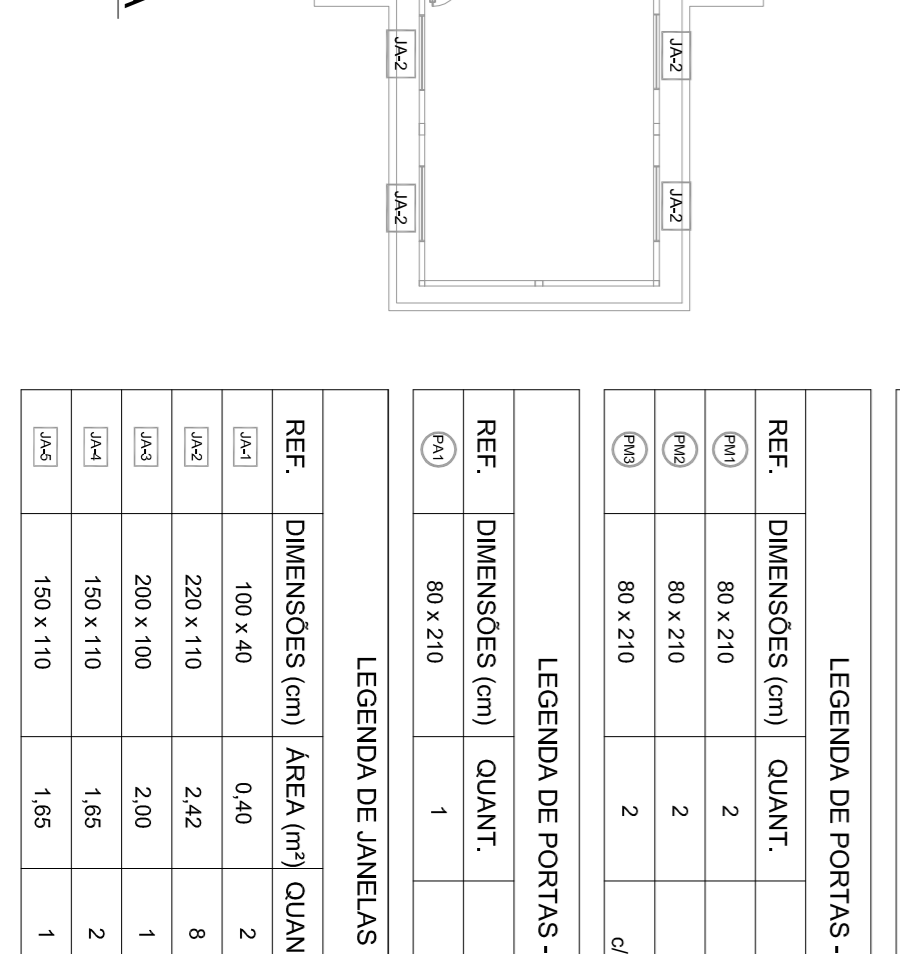 JA-2 JA-2
JA-2 JA-2
LEGENDA DE PORTAS -
REF. DIMENSÕES (cm) QUANT.
PM1 80 x 210 2
PM2 80 x 210 2
PM3 80 x 210 2 c/
LEGENDA DE PORTAS -
REF. DIMENSÕES (cm) QUANT.
PA1 80 x 210 1
LEGENDA DE JANELAS
REF. DIMENSÕES (cm) ÁREA (m²) QUAN
JA-1 100 x 40 0,40 2
JA-2 220 x 110 2,42 8
JA-3 200 x 100 2,00 1
JA-4 150 x 110 1,65 2
JA-5 150 x 110 1,65 1